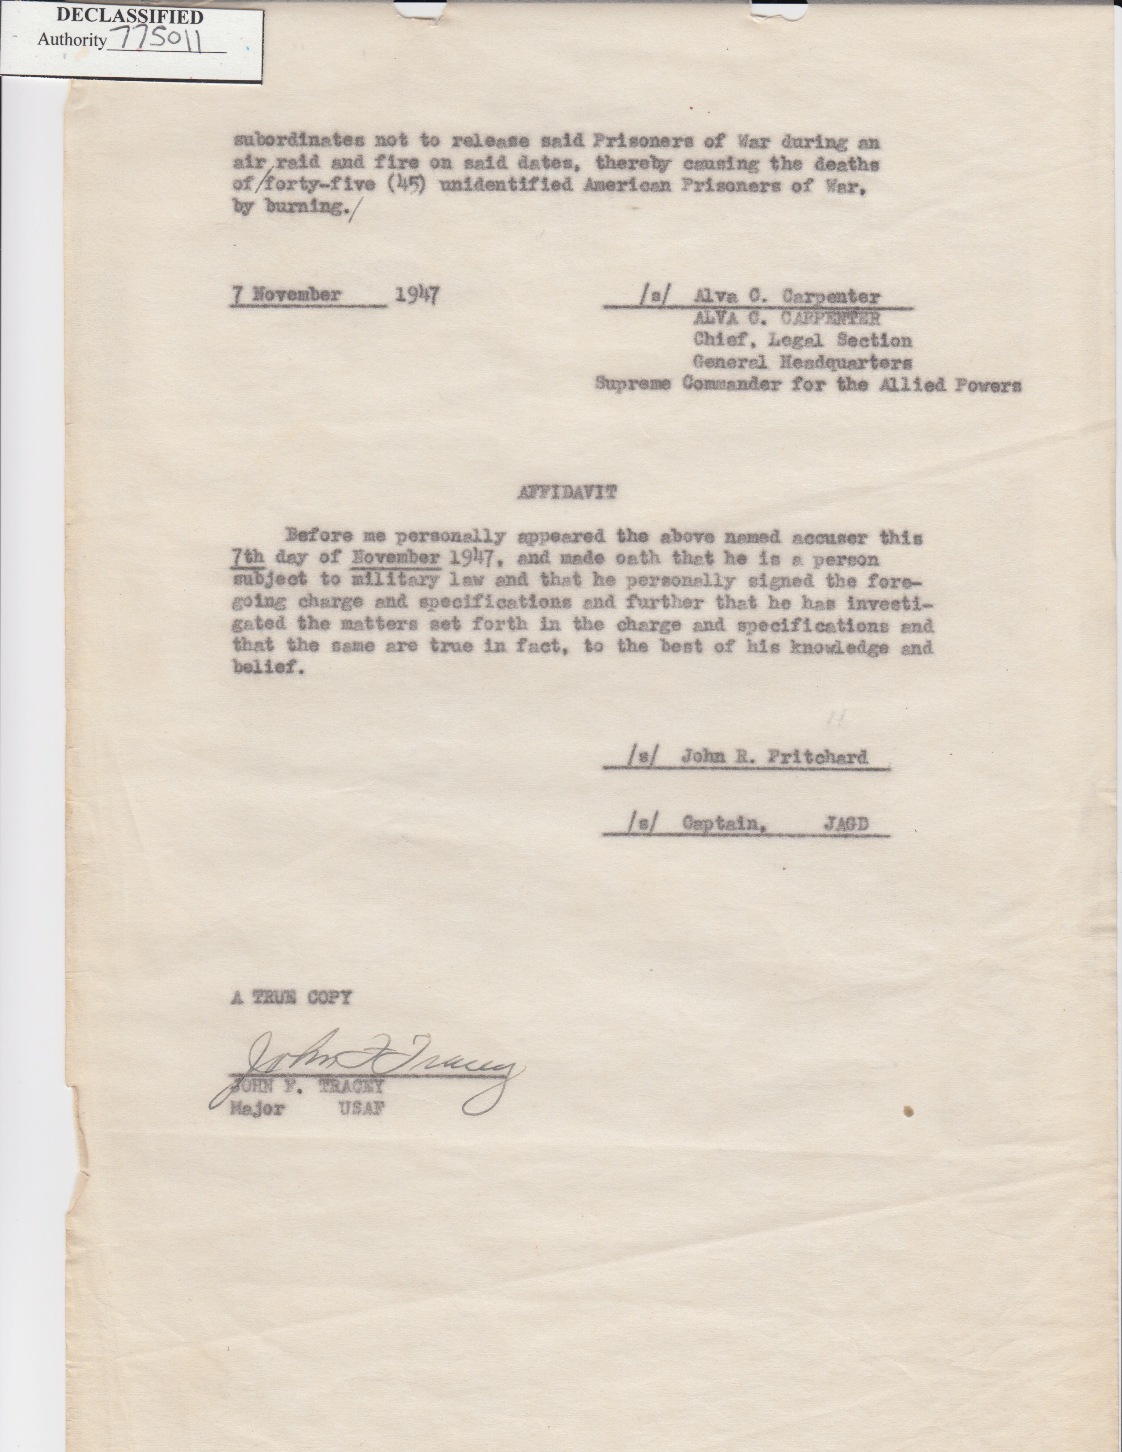 DECLASSIFIED
Authority 775011
subordinates not to release said Prisoners of War during an
air raid and fire on said dates, thereby causing the deaths
of/forty-five (45) unidentified American Prisoners of War,
by burning./
7 November 1947
/s/ Alva C. Carpenter
ALVA C. CARPENTER
Chief, Legal Section
General Headquarters
Supreme Commander for the Allied Powers
AFFIDAVIT
Before me personally appeared the above named accuser this
7th day of November 1947, and made oath that he is a person
subject to military law and that he personally signed the fore-
going charge and specifications and further that he has investi-
gated the matters set forth in the charge and specifications and
that the same are true in fact, to the best of his knowledge and
belief.
/s/ John R. Pritchard
/s/ Captain, JAGD
A TRUE COPY
John F Tracey
JOHN F. TRACEY
Major USAF